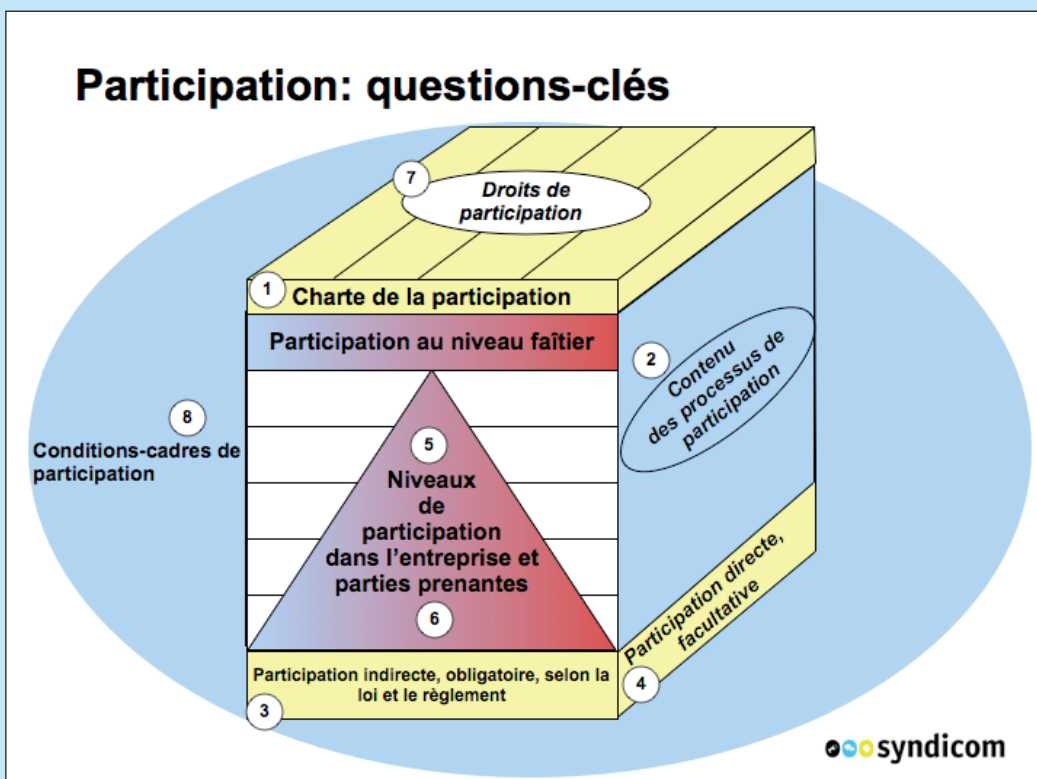 Participation: questions-clés
7
Droits de
participation
1
Charte de la participation
Participation au niveau faîtier
2
Contenu
des processus de
participation
8
Conditions-cadres de
participation
5
Niveaux
de
participation
dans l'entreprise et
parties prenantes
6
Participation directe,
facultative
4
Participation indirecte, obligatoire, selon la
loi et le règlement
3
syndicom